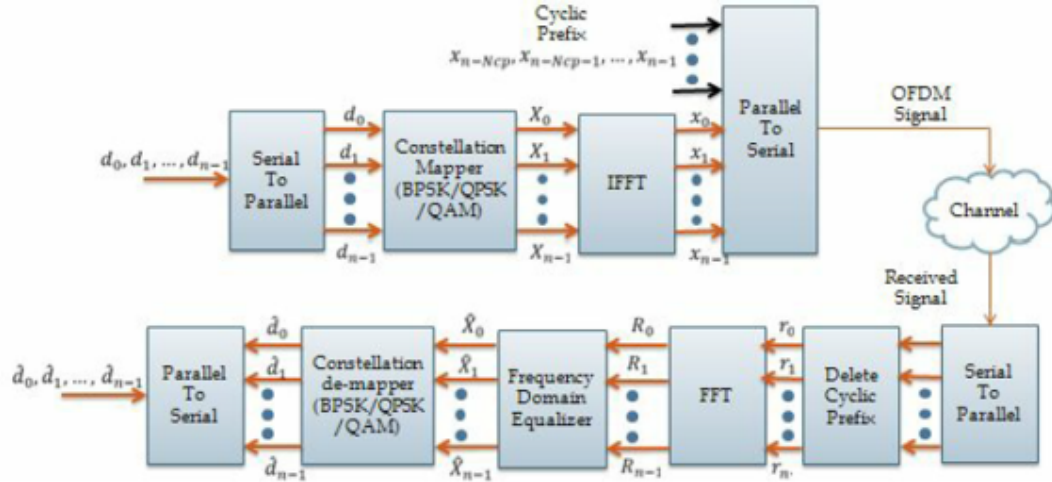 Cyclic
Prefix
x_{n-Ncp}, x_{n-Ncp-1}, ..., x_{n-1}
d_0, d_1, ..., d_{n-1}
Serial
To
Parallel
d_0
d_1
d_{n-1}
Constellation
Mapper
(BPSK/QPSK
/QAM)
X_0
X_1
X_{n-1}
IFFT
x_0
x_1
x_{n-1}
Parallel
To
Serial
OFDM
Signal
Channel
Received
Signal
Serial
To
Parallel
Delete
Cyclic
Prefix
r_0
r_1
r_n.
FFT
R_0
R_1
R_{n-1}
Frequency
Domain
Equalizer
X̂_0
X̂_1
X̂_{n-1}
Constellation
de-mapper
(BPSK/QPSK
/QAM)
d̂_0
d̂_1
d̂_{n-1}
Parallel
To
Serial
d̂_0, d̂_1, ..., d̂_{n-1}